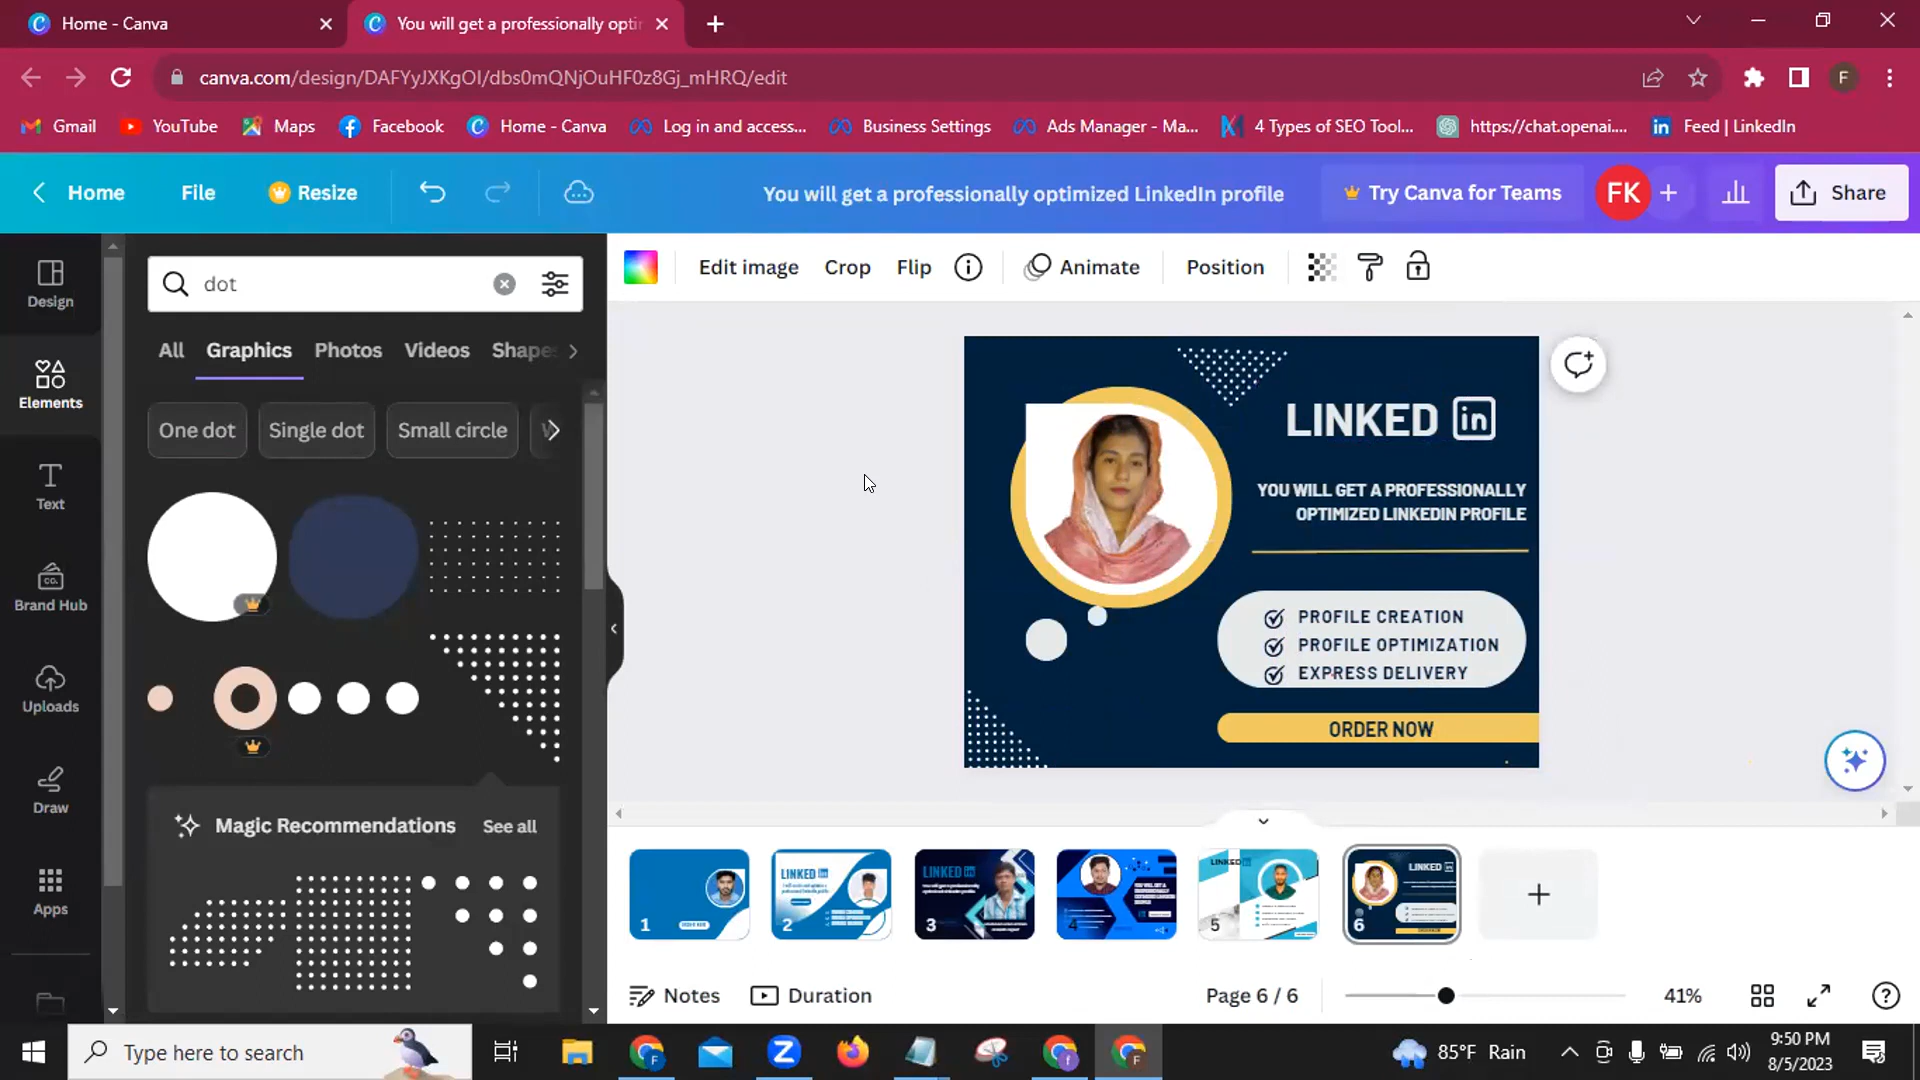 Home - Canva
You will get a professionally opti
canva.com/design/DAFYyJXKgOI/dbs0mQNjOuHF0z8Gj_mHRQ/edit
F
Gmail
YouTube
Maps
Facebook
Home - Canva
Log in and access...
Business Settings
Ads Manager - Ma...
4 Types of SEO Tool...
https://chat.openai....
Feed | LinkedIn
Home
File
Resize
You will get a professionally optimized LinkedIn profile
Try Canva for Teams
FK
Share
Design
Elements
Text
Brand Hub
Uploads
Draw
Apps
dot
All
Graphics
Photos
Videos
Shapes
One dot
Single dot
Small circle
Magic Recommendations
See all
Edit image
Crop
Flip
Animate
Position
LINKED in
YOU WILL GET A PROFESSIONALLY
OPTIMIZED LINKEDIN PROFILE
PROFILE CREATION
PROFILE OPTIMIZATION
EXPRESS DELIVERY
ORDER NOW
1
LINKED
2
LINKED
3
4
LINKED
5
LINKED
6
Notes
Duration
Page 6 / 6
41%
Type here to search
85°F Rain
9:50 PM
8/5/2023